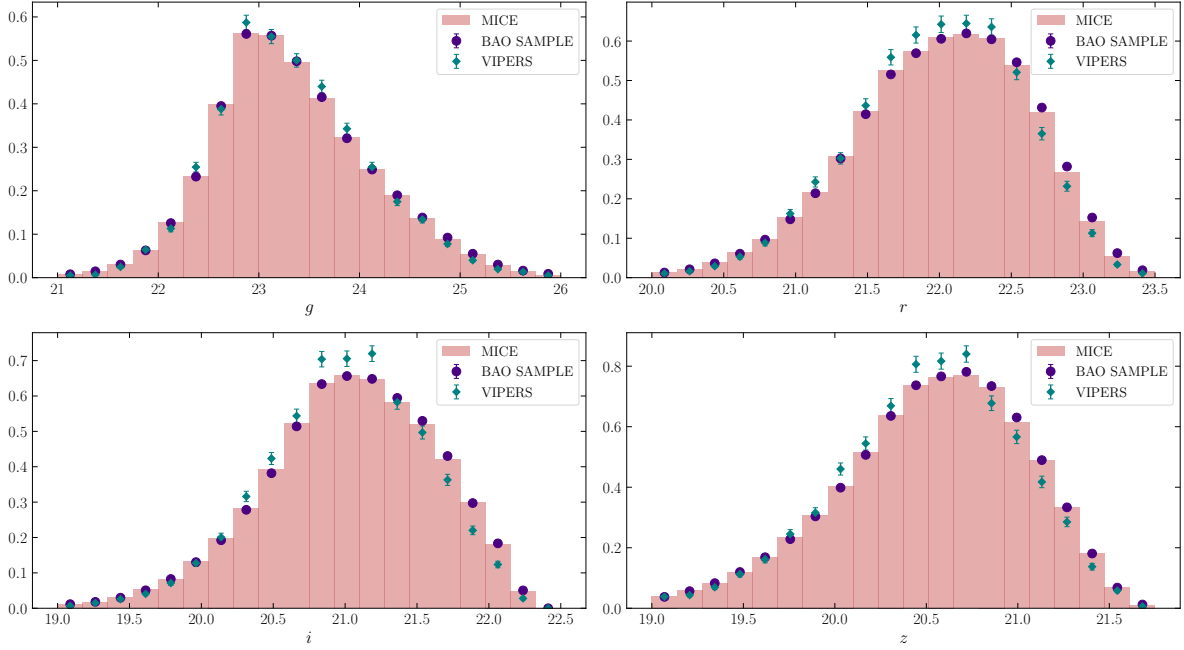 0.6
0.5
0.4
0.3
0.2
0.1
0.0
21 22 23 24 25 26
g
MICE
BAO SAMPLE
VIPERS
0.6
0.5
0.4
0.3
0.2
0.1
0.0
20.0 20.5 21.0 21.5 22.0 22.5 23.0 23.5
r
MICE
BAO SAMPLE
VIPERS
0.7
0.6
0.5
0.4
0.3
0.2
0.1
0.0
19.0 19.5 20.0 20.5 21.0 21.5 22.0 22.5
i
MICE
BAO SAMPLE
VIPERS
0.8
0.6
0.4
0.2
0.0
19.0 19.5 20.0 20.5 21.0 21.5
z
MICE
BAO SAMPLE
VIPERS